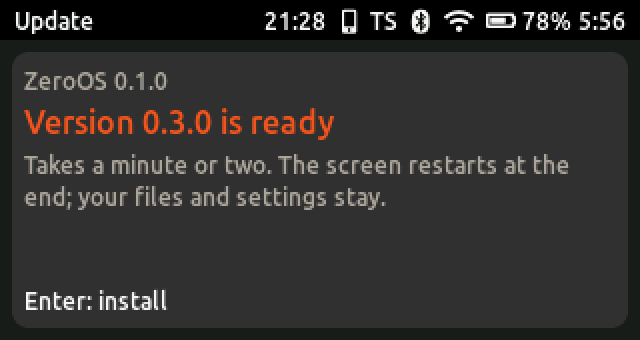 Update 21:28 TS 78% 5:56
ZeroOS 0.1.0
Version 0.3.0 is ready
Takes a minute or two. The screen restarts at the
end; your files and settings stay.
Enter: install